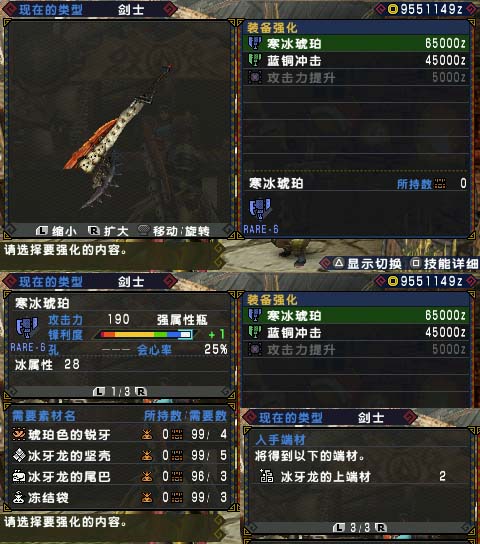 现在的类型 剑士
9551149z
装备强化
寒冰琥珀 65000z
蓝铜冲击 45000z
攻击力提升 5000z
寒冰琥珀 所持数 0
RARE-6
L 缩小 R 扩大 移动/旋转
请选择要强化的内容。
△显示切换 □技能详细
现在的类型 剑士
9551149z
寒冰琥珀
攻击力 190 强属性瓶
锋利度 +1
RARE-6 孔 --- 会心率 25%
冰属性 28
L 1/3 R
装备强化
寒冰琥珀 65000z
蓝铜冲击 45000z
攻击力提升 5000z
需要素材名 所持数/需要数
琥珀色的锐牙 0 99/ 4
冰牙龙的坚壳 0 99/ 5
冰牙龙的尾巴 0 96/ 3
冻结袋 0 99/ 3
请选择要强化的内容。
现在的类型 剑士
入手端材
将得到以下的端材。
冰牙龙的上端材 2
L 3/3 R